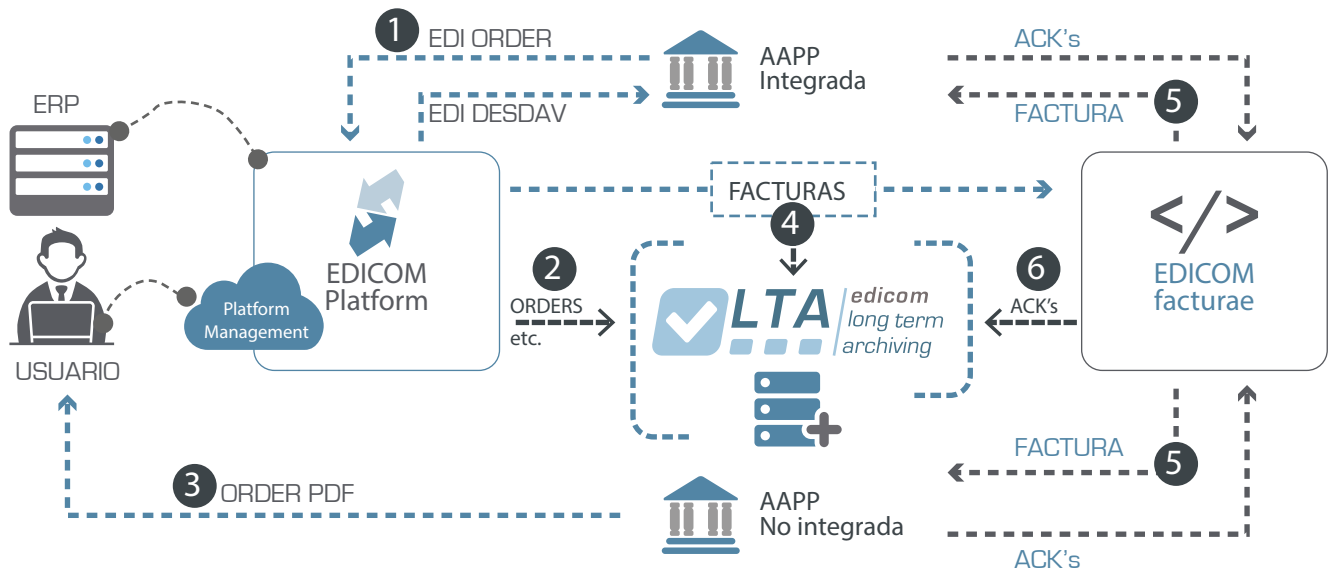 1
EDI ORDER
AAPP
Integrada
ACK's
EDI DESDAV
FACTURA
5
ERP
EDICOM
Platform
Platform
Management
USUARIO
FACTURAS
4
2
ORDERS
etc.
LTA
edicom
long term
archiving
6
ACK's
</>
EDICOM
facturae
FACTURA
5
3
ORDER PDF
AAPP
No integrada
ACK's